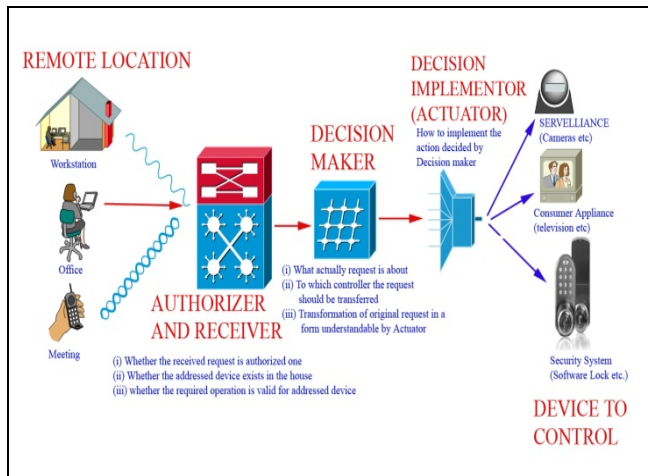 REMOTE LOCATION
Workstation
Office
Meeting
AUTHORIZER
AND RECEIVER
(i) Whether the received request is authorized one
(ii) Whether the addressed device exists in the house
(iii) whether the required operation is valid for addressed device
DECISION
MAKER
(i) What actually request is about
(ii) To which controller the request
should be transferred
(iii) Transformation of original request in a
form understandable by Actuator
DECISION
IMPLEMENTOR
(ACTUATOR)
How to implement the
action decided by
Decision maker
SERVELLIANCE
(Cameras etc)
Consumer Appliance
(television etc)
Security System
(Software Lock etc.)
DEVICE TO
CONTROL